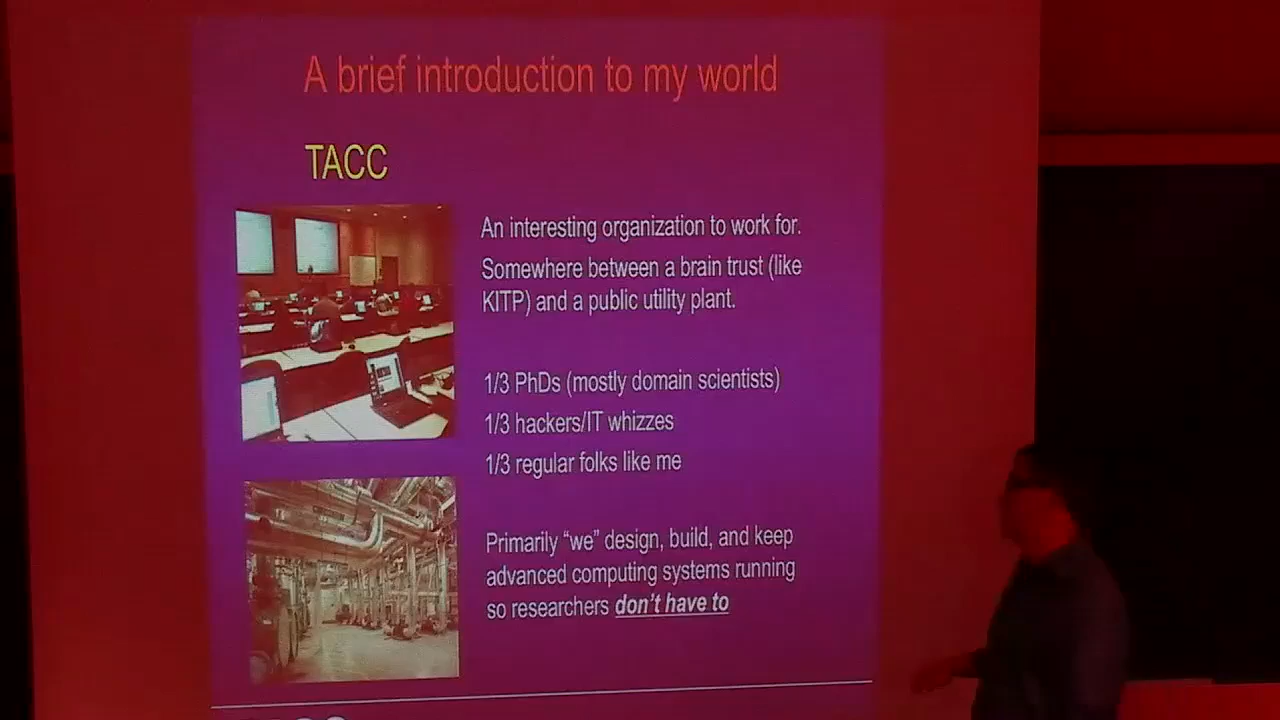 A brief introduction to my world
TACC
An interesting organization to work for.
Somewhere between a brain trust (like
KITP) and a public utility plant.
1/3 PhDs (mostly domain scientists)
1/3 hackers/IT whizzes
1/3 regular folks like me
Primarily “we” design, build, and keep
advanced computing systems running
so researchers don’t have to